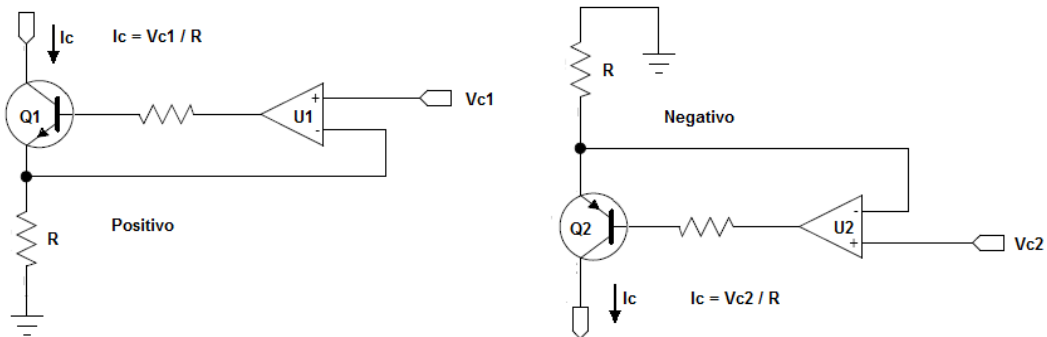 Ic
Ic = Vc1 / R
Q1
+
U1
-
Vc1
R
Positivo
R
Negativo
Q2
-
U2
+
Vc2
Ic
Ic = Vc2 / R